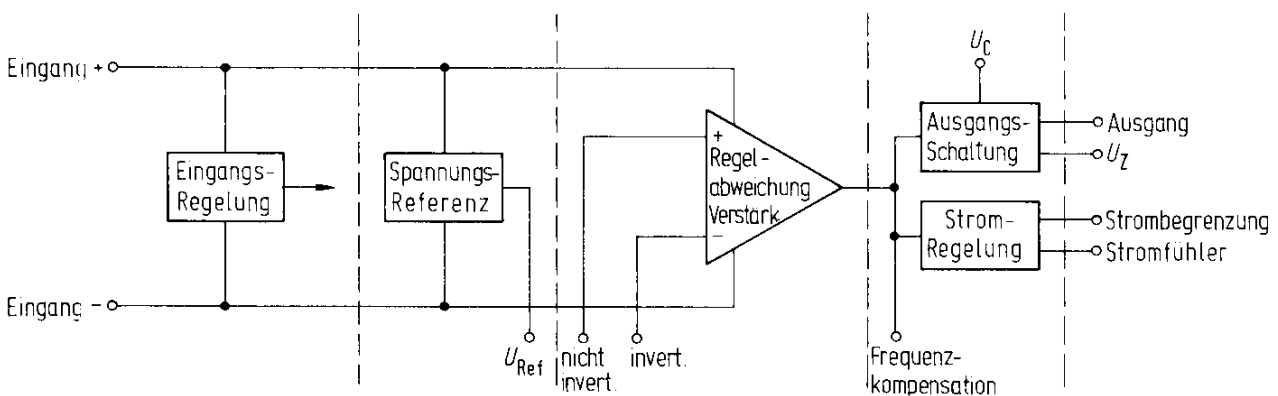 U_C
Eingang +
Ausgangs-
Schaltung
Ausgang
U_Z
+
Regel-
abweichung
Verstärk.
−
Eingangs-
Regelung
Spannungs-
Referenz
Strom-
Regelung
Strombegrenzung
Stromfühler
Eingang −
U_Ref
nicht
invert.
invert.
Frequenz-
kompensation